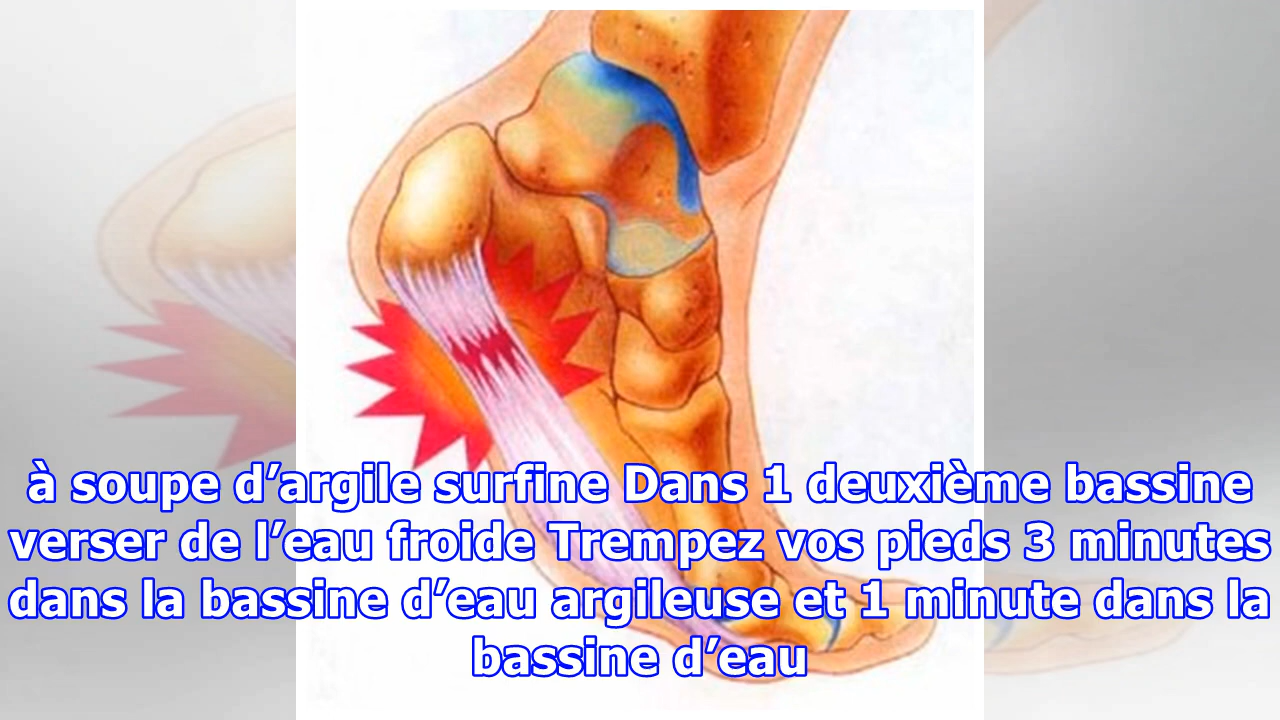 à soupe d’argile surfine Dans 1 deuxième bassine
verser de l’eau froide Trempez vos pieds 3 minutes
dans la bassine d’eau argileuse et 1 minute dans la
bassine d’eau